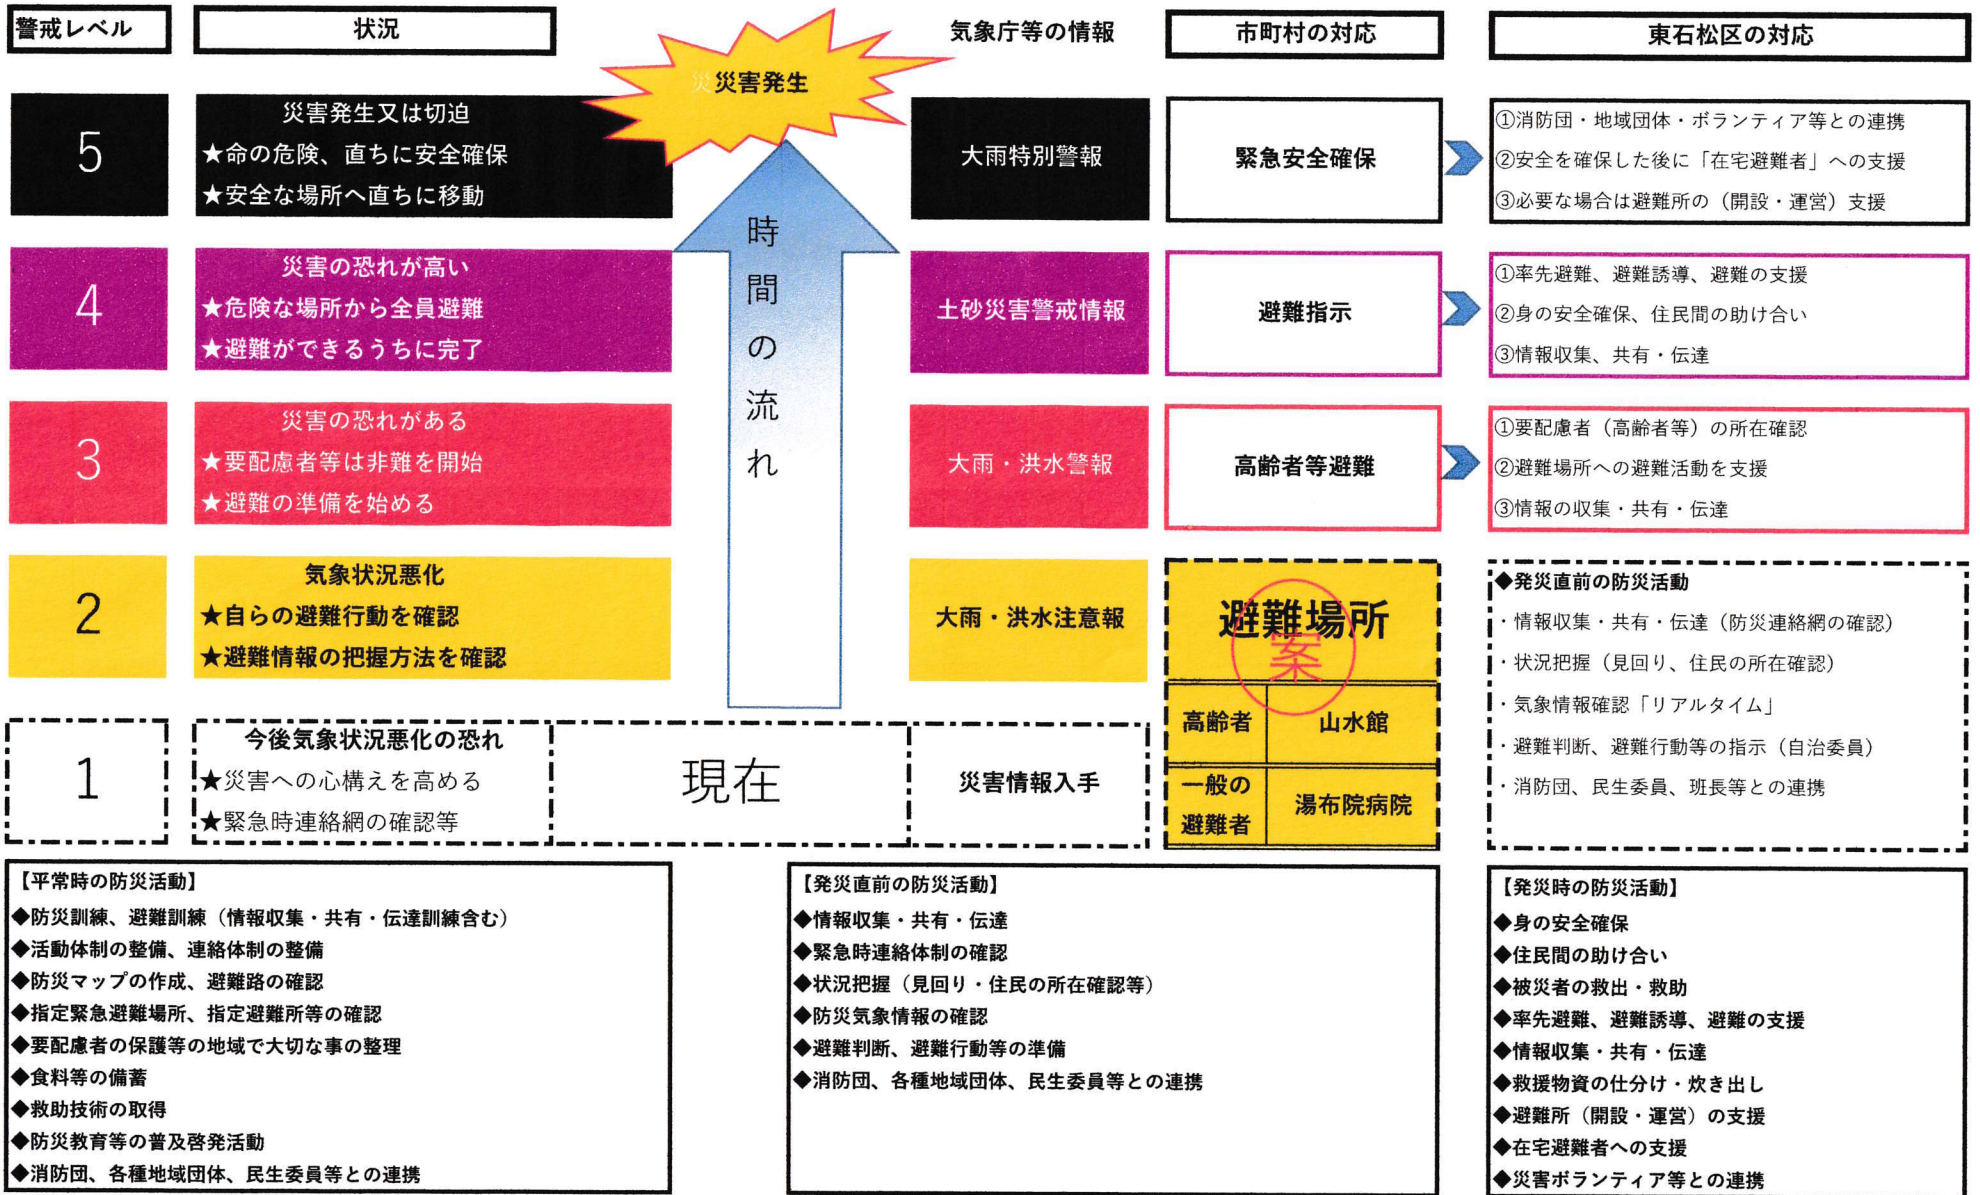 警戒レベル
状況
災災害発生
気象庁等の情報
市町村の対応
東石松区の対応
5
災害発生又は切迫
★命の危険、直ちに安全確保
★安全な場所へ直ちに移動
大雨特別警報
緊急安全確保
①消防団・地域団体・ボランティア等との連携
②安全を確保した後に「在宅避難者」への支援
③必要な場合は避難所の（開設・運営）支援
時間の流れ
4
災害の恐れが高い
★危険な場所から全員避難
★避難ができるうちに完了
土砂災害警戒情報
避難指示
①率先避難、避難誘導、避難の支援
②身の安全確保、住民間の助け合い
③情報収集、共有・伝達
3
災害の恐れがある
★要配慮者等は非難を開始
★避難の準備を始める
大雨・洪水警報
高齢者等避難
①要配慮者（高齢者等）の所在確認
②避難場所への避難活動を支援
③情報の収集・共有・伝達
2
気象状況悪化
★自らの避難行動を確認
★避難情報の把握方法を確認
大雨・洪水注意報
避難場所
案
高齢者
山水館
一般の
避難者
湯布院病院
◆発災直前の防災活動
・情報収集・共有・伝達（防災連絡網の確認）
・状況把握（見回り、住民の所在確認）
・気象情報確認「リアルタイム」
・避難判断、避難行動等の指示（自治委員）
・消防団、民生委員、班長等との連携
1
今後気象状況悪化の恐れ
★災害への心構えを高める
★緊急時連絡網の確認等
現在
災害情報入手
【平常時の防災活動】
◆防災訓練、避難訓練（情報収集・共有・伝達訓練含む）
◆活動体制の整備、連絡体制の整備
◆防災マップの作成、避難路の確認
◆指定緊急避難場所、指定避難所等の確認
◆要配慮者の保護等の地域で大切な事の整理
◆食料等の備蓄
◆救助技術の取得
◆防災教育等の普及啓発活動
◆消防団、各種地域団体、民生委員等との連携
【発災直前の防災活動】
◆情報収集・共有・伝達
◆緊急時連絡体制の確認
◆状況把握（見回り・住民の所在確認等）
◆防災気象情報の確認
◆避難判断、避難行動等の準備
◆消防団、各種地域団体、民生委員等との連携
【発災時の防災活動】
◆身の安全確保
◆住民間の助け合い
◆被災者の救出・救助
◆率先避難、避難誘導、避難の支援
◆情報収集・共有・伝達
◆救援物資の仕分け・炊き出し
◆避難所（開設・運営）の支援
◆在宅避難者への支援
◆災害ボランティア等との連携